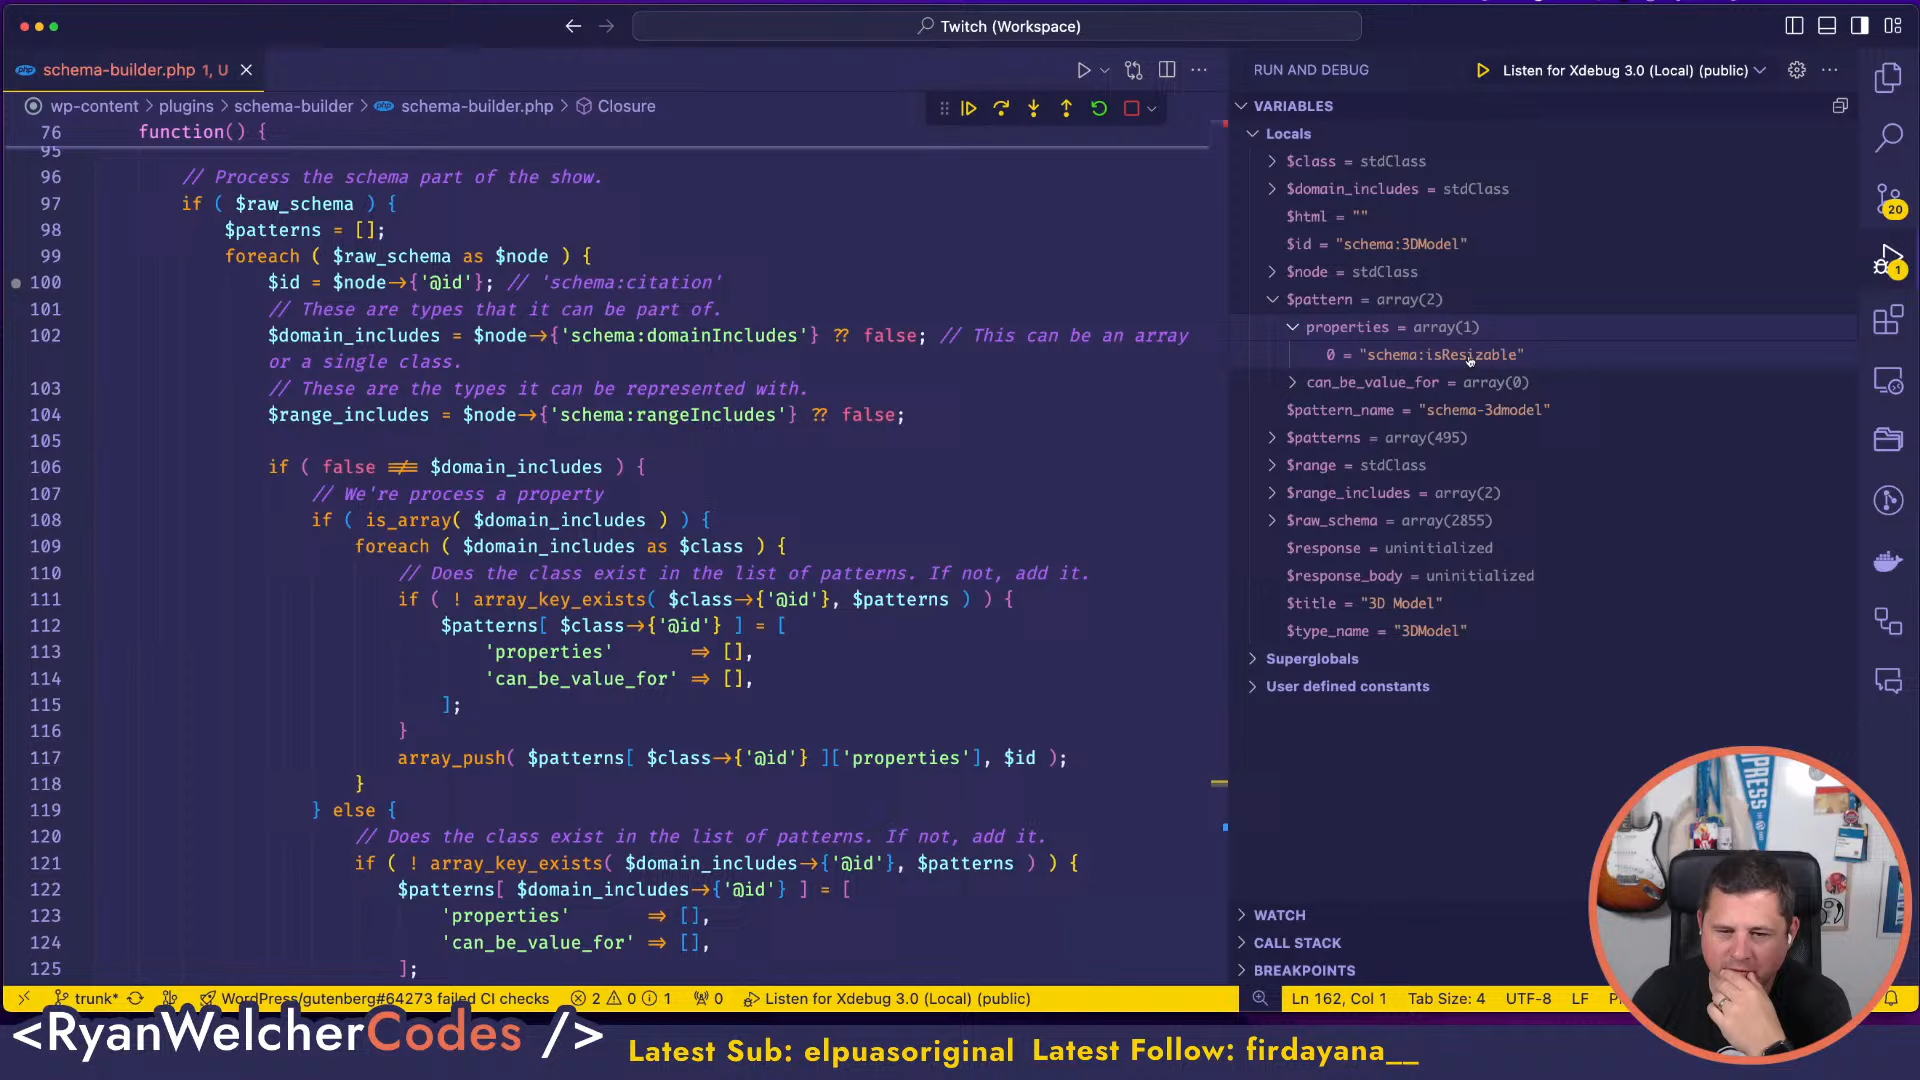 Twitch (Workspace)
schema-builder.php 1, U
RUN AND DEBUG
Listen for Xdebug 3.0 (Local) (public)
wp-content > plugins > schema-builder > schema-builder.php > Closure
76 function() {
95
96 // Process the schema part of the show.
97 if ( $raw_schema ) {
98 $patterns = [];
99 foreach ( $raw_schema as $node ) {
100 $id = $node->{'@id'}; // 'schema:citation'
101 // These are types that it can be part of.
102 $domain_includes = $node->{'schema:domainIncludes'} ?? false; // This can be an array
or a single class.
103 // These are the types it can be represented with.
104 $range_includes = $node->{'schema:rangeIncludes'} ?? false;
105
106 if ( false !== $domain_includes ) {
107 // We're process a property
108 if ( is_array( $domain_includes ) ) {
109 foreach ( $domain_includes as $class ) {
110 // Does the class exist in the list of patterns. If not, add it.
111 if ( ! array_key_exists( $class->{'@id'}, $patterns ) ) {
112 $patterns[ $class->{'@id'} ] = [
113 'properties' => [],
114 'can_be_value_for' => [],
115 ];
116 }
117 array_push( $patterns[ $class->{'@id'} ]['properties'], $id );
118 }
119 } else {
120 // Does the class exist in the list of patterns. If not, add it.
121 if ( ! array_key_exists( $domain_includes->{'@id'}, $patterns ) ) {
122 $patterns[ $domain_includes->{'@id'} ] = [
123 'properties' => [],
124 'can_be_value_for' => [],
125 ];
VARIABLES
Locals
$class = stdClass
$domain_includes = stdClass
$html = ""
$id = "schema:3DModel"
$node = stdClass
$pattern = array(2)
properties = array(1)
0 = "schema:isResizable"
can_be_value_for = array(0)
$pattern_name = "schema-3dmodel"
$patterns = array(495)
$range = stdClass
$range_includes = array(2)
$raw_schema = array(2855)
$response = uninitialized
$response_body = uninitialized
$title = "3D Model"
$type_name = "3DModel"
Superglobals
User defined constants
WATCH
CALL STACK
BREAKPOINTS
20
1
trunk* WordPress/gutenberg#64273 failed CI checks 2 0 1 0 Listen for Xdebug 3.0 (Local) (public) Ln 162, Col 1 Tab Size: 4 UTF-8 LF
<RyanWelcherCodes />
Latest Sub: elpuasoriginal Latest Follow: firdayana__